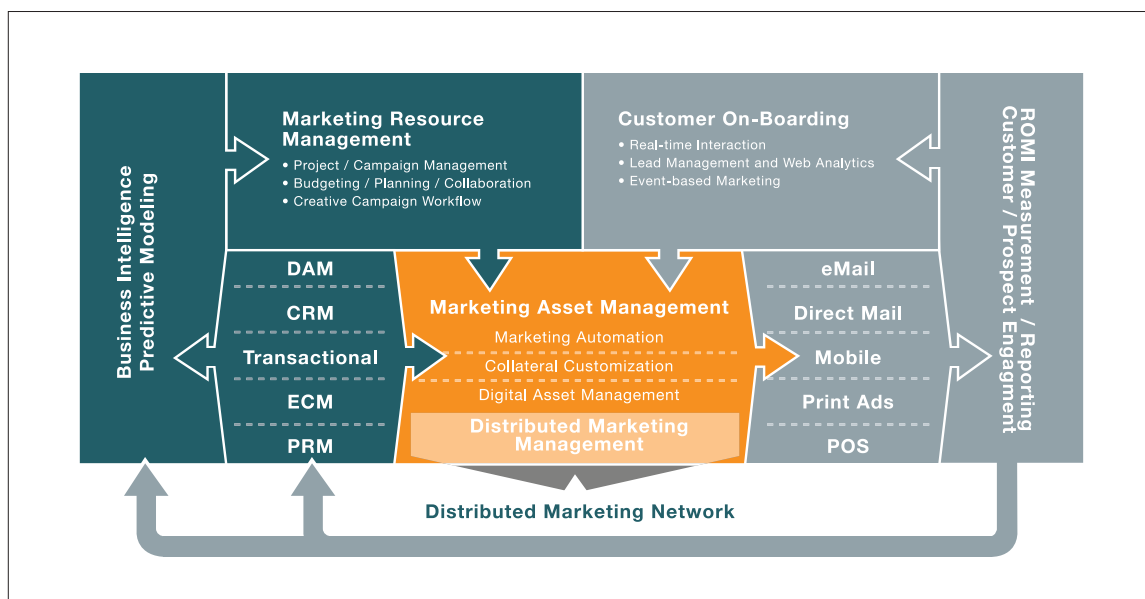 Business Intelligence
Predictive Modeling
Marketing Resource
Management
• Project / Campaign Management
• Budgeting / Planning / Collaboration
• Creative Campaign Workflow
Customer On-Boarding
• Real-time Interaction
• Lead Management and Web Analytics
• Event-based Marketing
ROMI Measurement / Reporting
Customer / Prospect Engagment
DAM
CRM
Transactional
ECM
PRM
Marketing Asset Management
Marketing Automation
Collateral Customization
Digital Asset Management
Distributed Marketing
Management
eMail
Direct Mail
Mobile
Print Ads
POS
Distributed Marketing Network